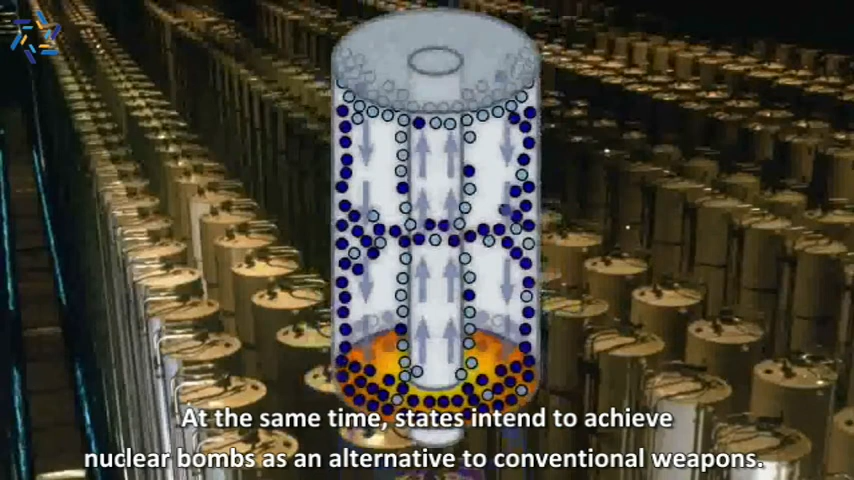 At the same time, states intend to achieve
nuclear bombs as an alternative to conventional weapons.